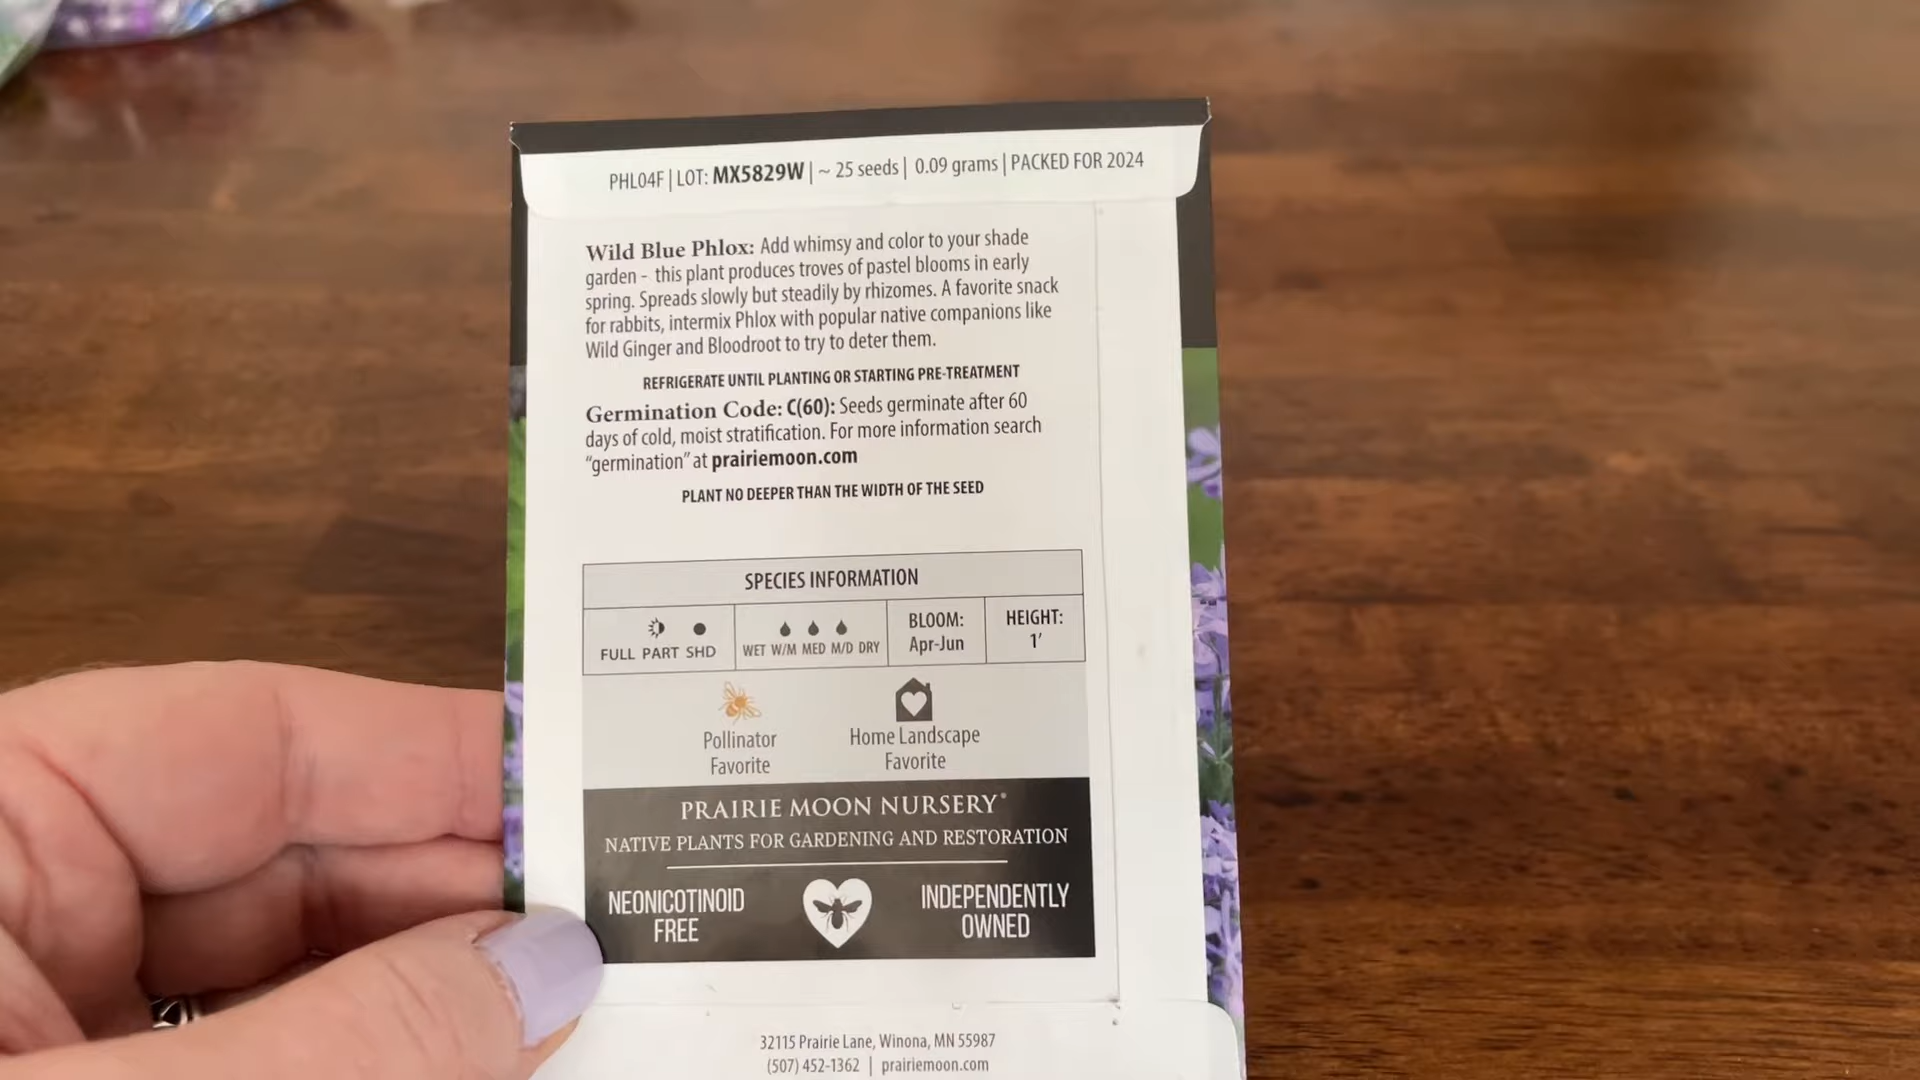 PHL04F | LOT: MX5829W | ~ 25 seeds | 0.09 grams | PACKED FOR 2024
Wild Blue Phlox: Add whimsy and color to your shade
garden - this plant produces troves of pastel blooms in early
spring. Spreads slowly but steadily by rhizomes. A favorite snack
for rabbits, intermix Phlox with popular native companions like
Wild Ginger and Bloodroot to try to deter them.
REFRIGERATE UNTIL PLANTING OR STARTING PRE-TREATMENT
Germination Code: C(60): Seeds germinate after 60
days of cold, moist stratification. For more information search
"germination" at prairiemoon.com
PLANT NO DEEPER THAN THE WIDTH OF THE SEED
SPECIES INFORMATION
FULL PART SHD
WET W/M MED M/D DRY
BLOOM:
Apr-Jun
HEIGHT:
1'
Pollinator
Favorite
Home Landscape
Favorite
PRAIRIE MOON NURSERY®
NATIVE PLANTS FOR GARDENING AND RESTORATION
NEONICOTINOID
FREE
INDEPENDENTLY
OWNED
32115 Prairie Lane, Winona, MN 55987
(507) 452-1362 | prairiemoon.com